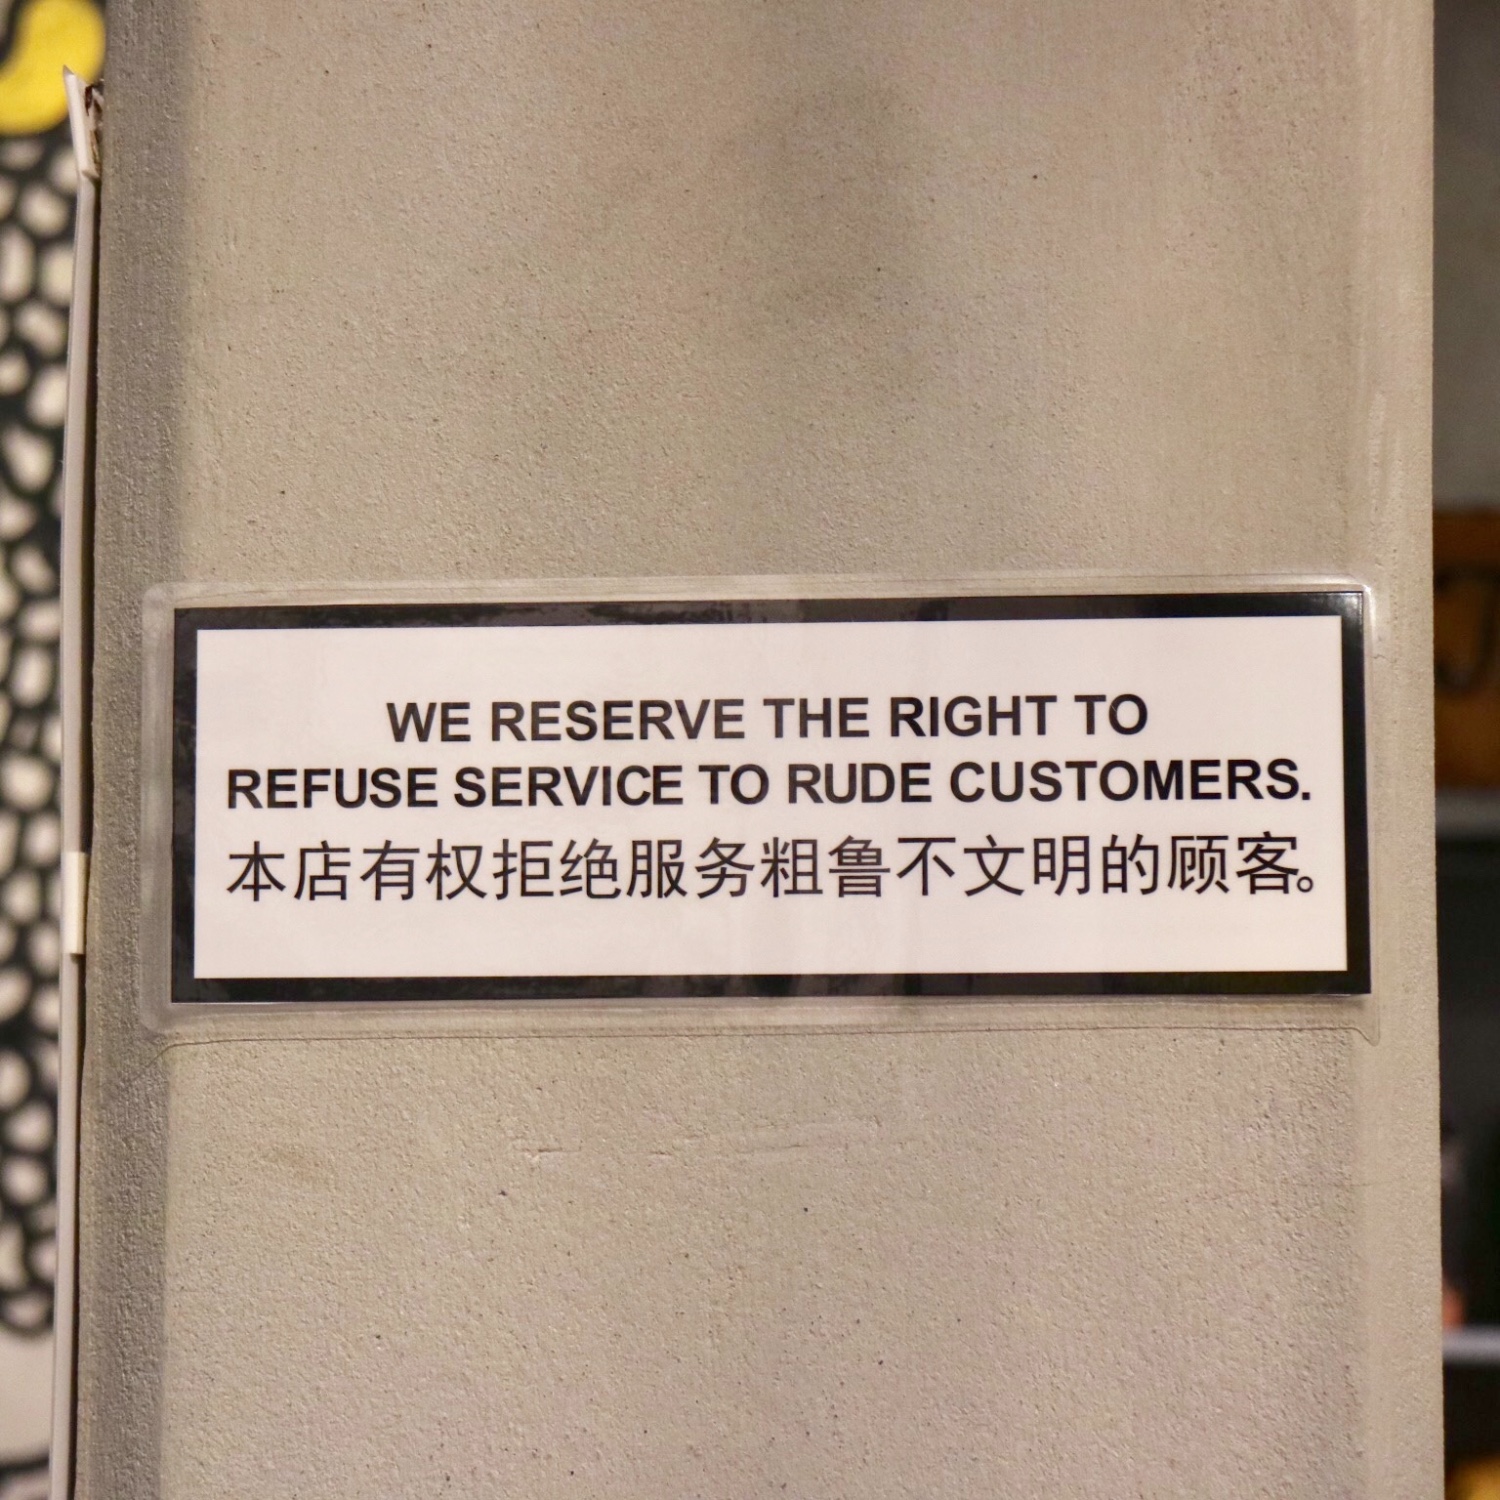 WE RESERVE THE RIGHT TO
REFUSE SERVICE TO RUDE CUSTOMERS.
本店有权拒绝服务粗鲁不文明的顾客。